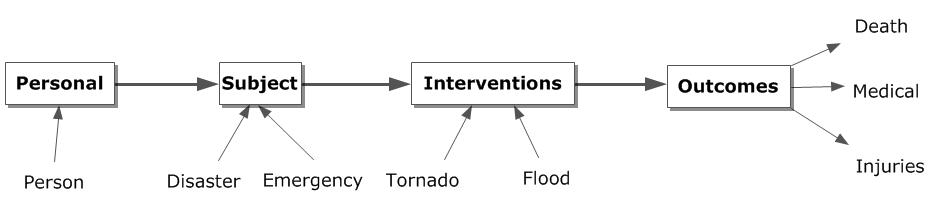 Death
Personal
Subject
Interventions
Outcomes
Medical
Person
Disaster
Emergency
Tornado
Flood
Injuries